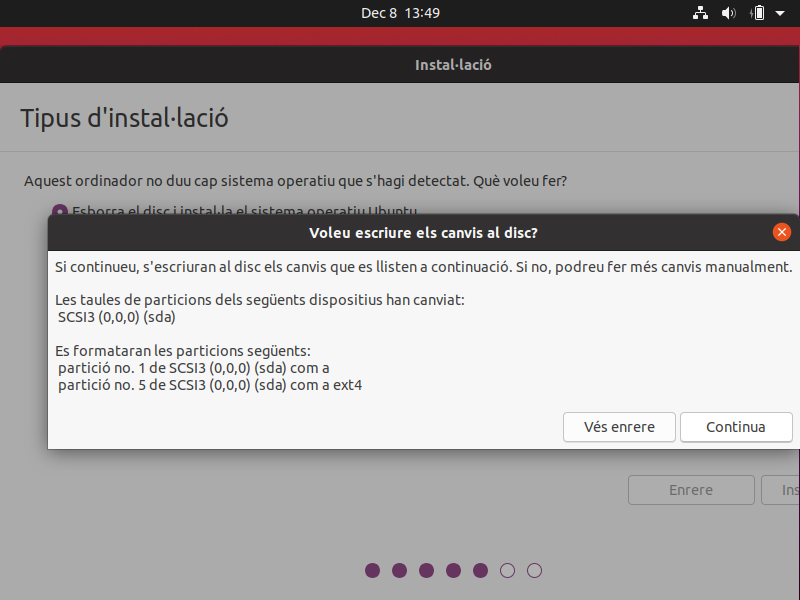 Dec 8 13:49
Instal·lació
Tipus d'instal·lació
Aquest ordinador no duu cap sistema operatiu que s'hagi detectat. Què voleu fer?
Esborra el disc i instal·la el sistema operatiu Ubuntu
Voleu escriure els canvis al disc?
Si continueu, s'escriuran al disc els canvis que es llisten a continuació. Si no, podreu fer més canvis manualment.
Les taules de particions dels següents dispositius han canviat:
SCSI3 (0,0,0) (sda)
Es formataran les particions següents:
partició no. 1 de SCSI3 (0,0,0) (sda) com a
partició no. 5 de SCSI3 (0,0,0) (sda) com a ext4
Vés enrere Continua
Enrere Ins